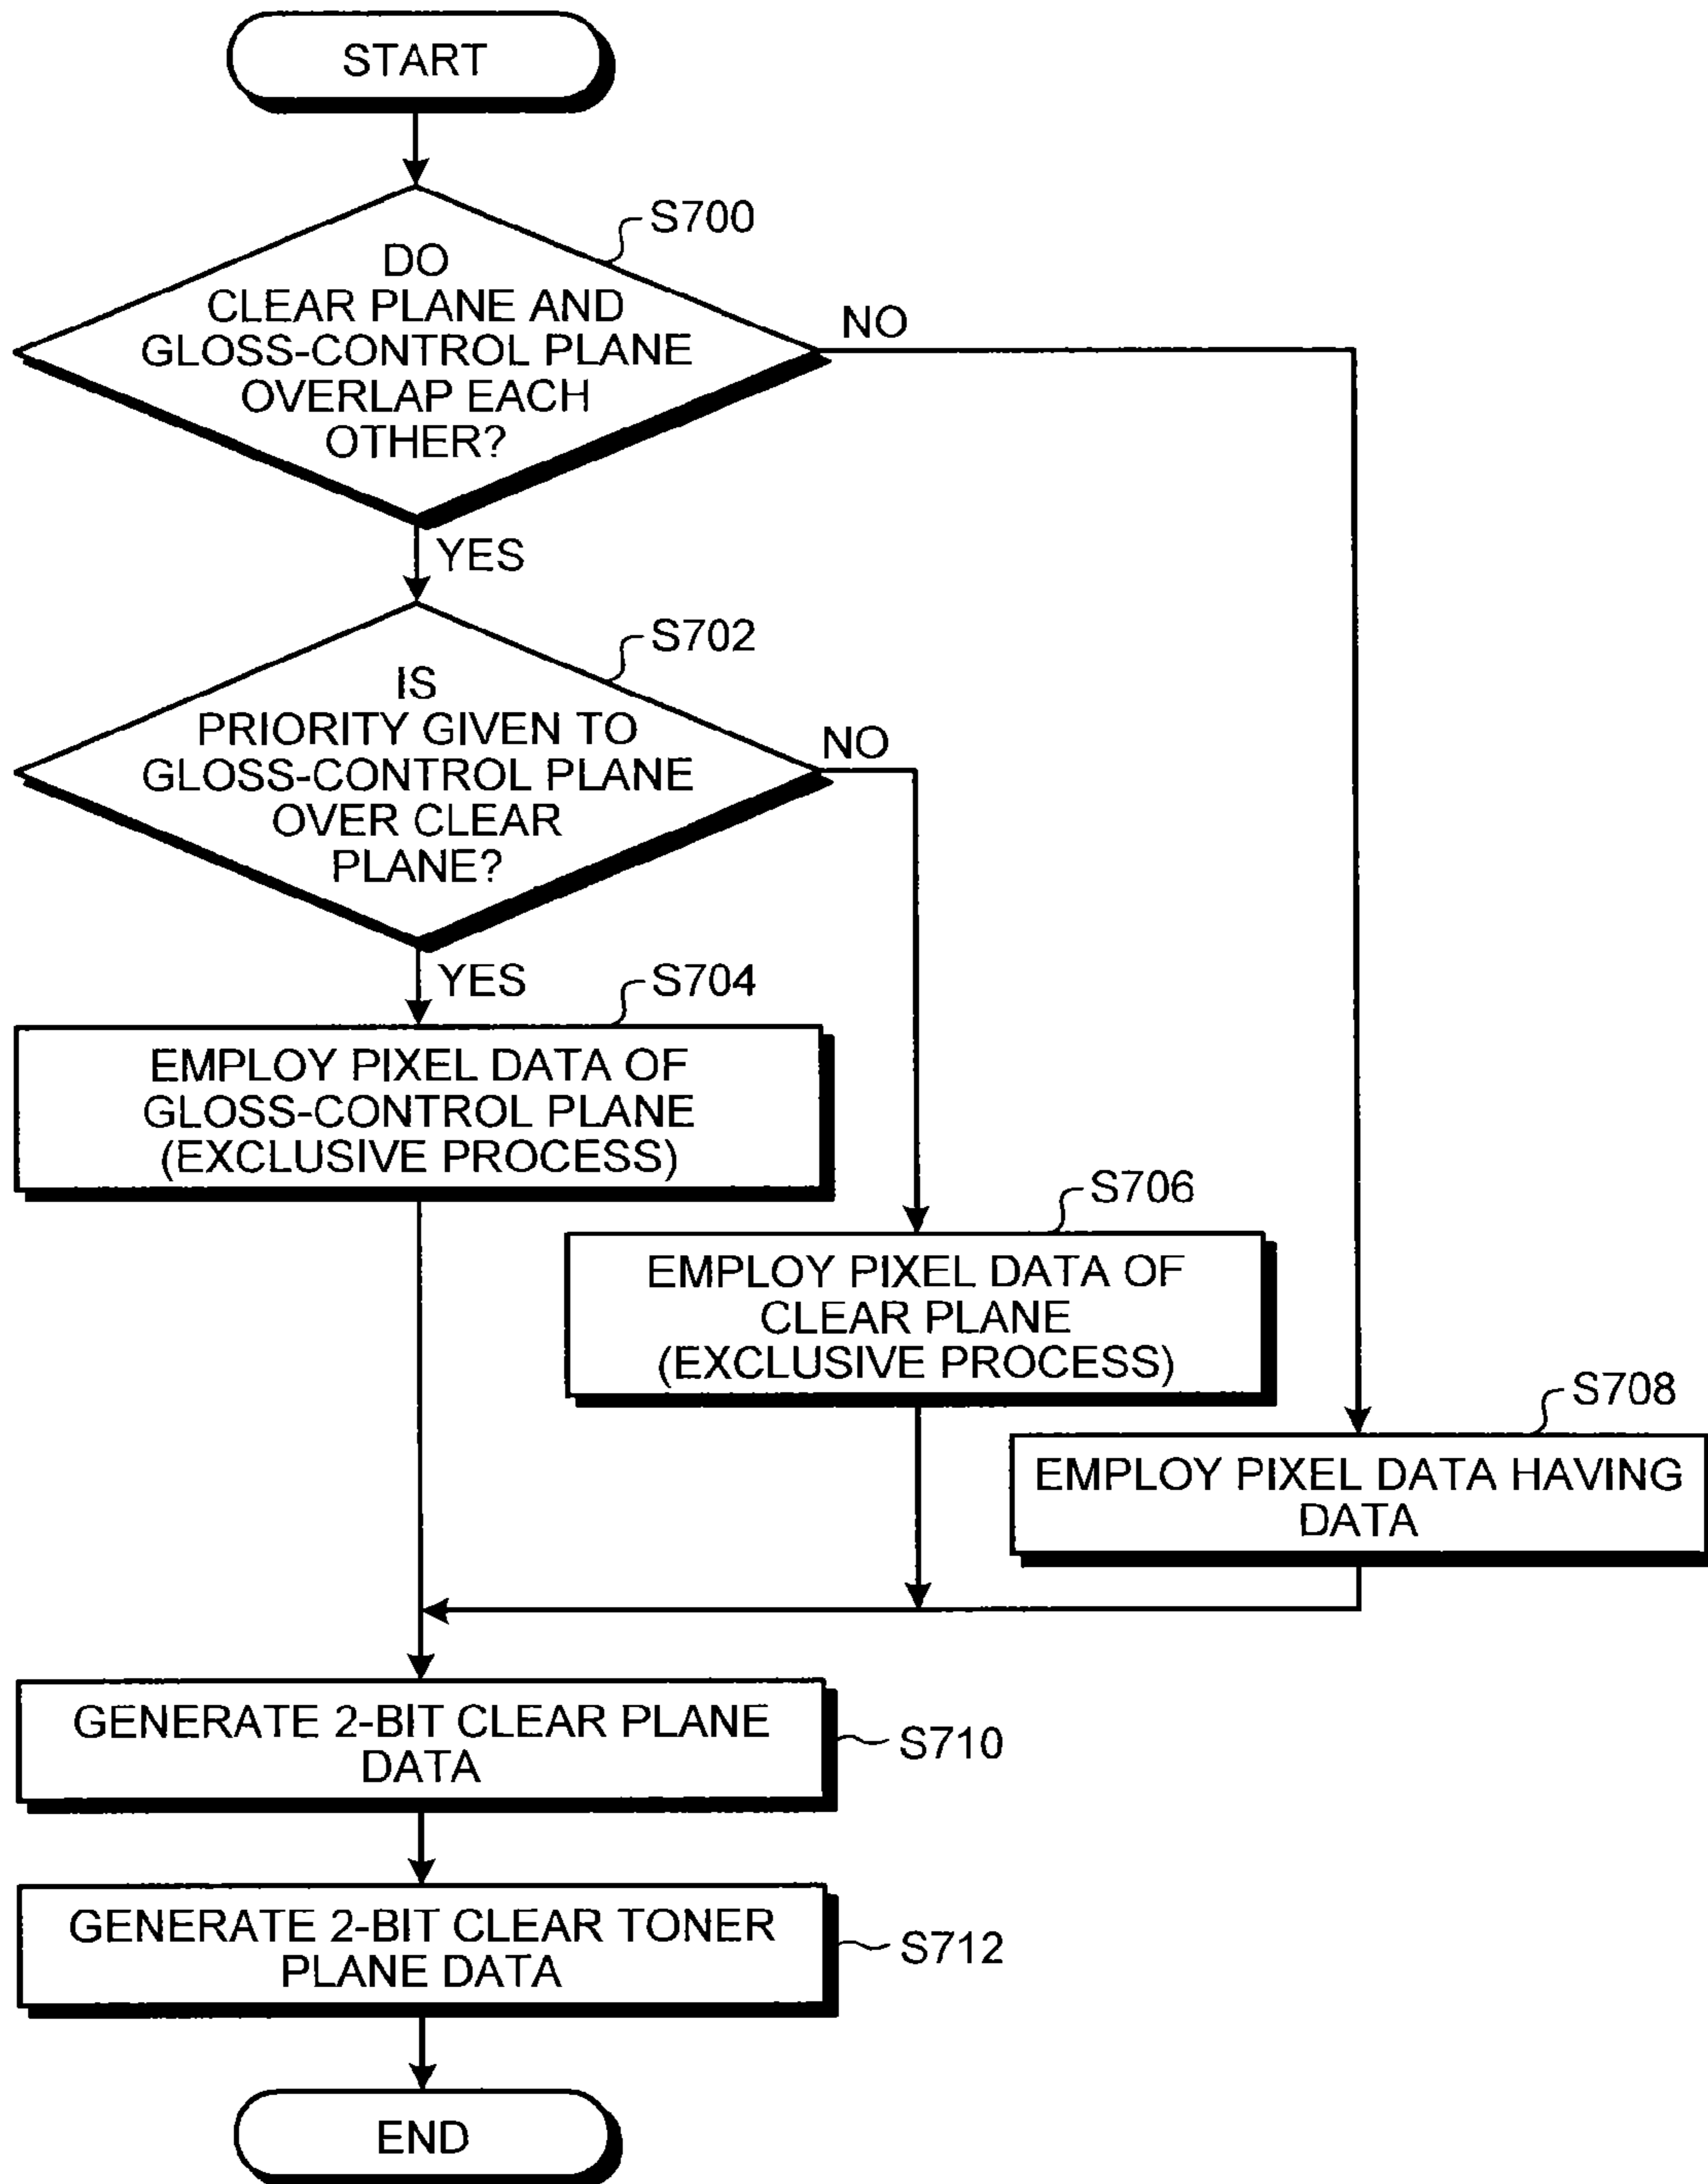 START
S700
DO
CLEAR PLANE AND
GLOSS-CONTROL PLANE
OVERLAP EACH
OTHER?
NO
YES
S702
IS
PRIORITY GIVEN TO
GLOSS-CONTROL PLANE
OVER CLEAR
PLANE?
NO
YES
S704
EMPLOY PIXEL DATA OF
GLOSS-CONTROL PLANE
(EXCLUSIVE PROCESS)
S706
EMPLOY PIXEL DATA OF
CLEAR PLANE
(EXCLUSIVE PROCESS)
S708
EMPLOY PIXEL DATA HAVING
DATA
GENERATE 2-BIT CLEAR PLANE
DATA
S710
GENERATE 2-BIT CLEAR TONER
PLANE DATA
S712
END